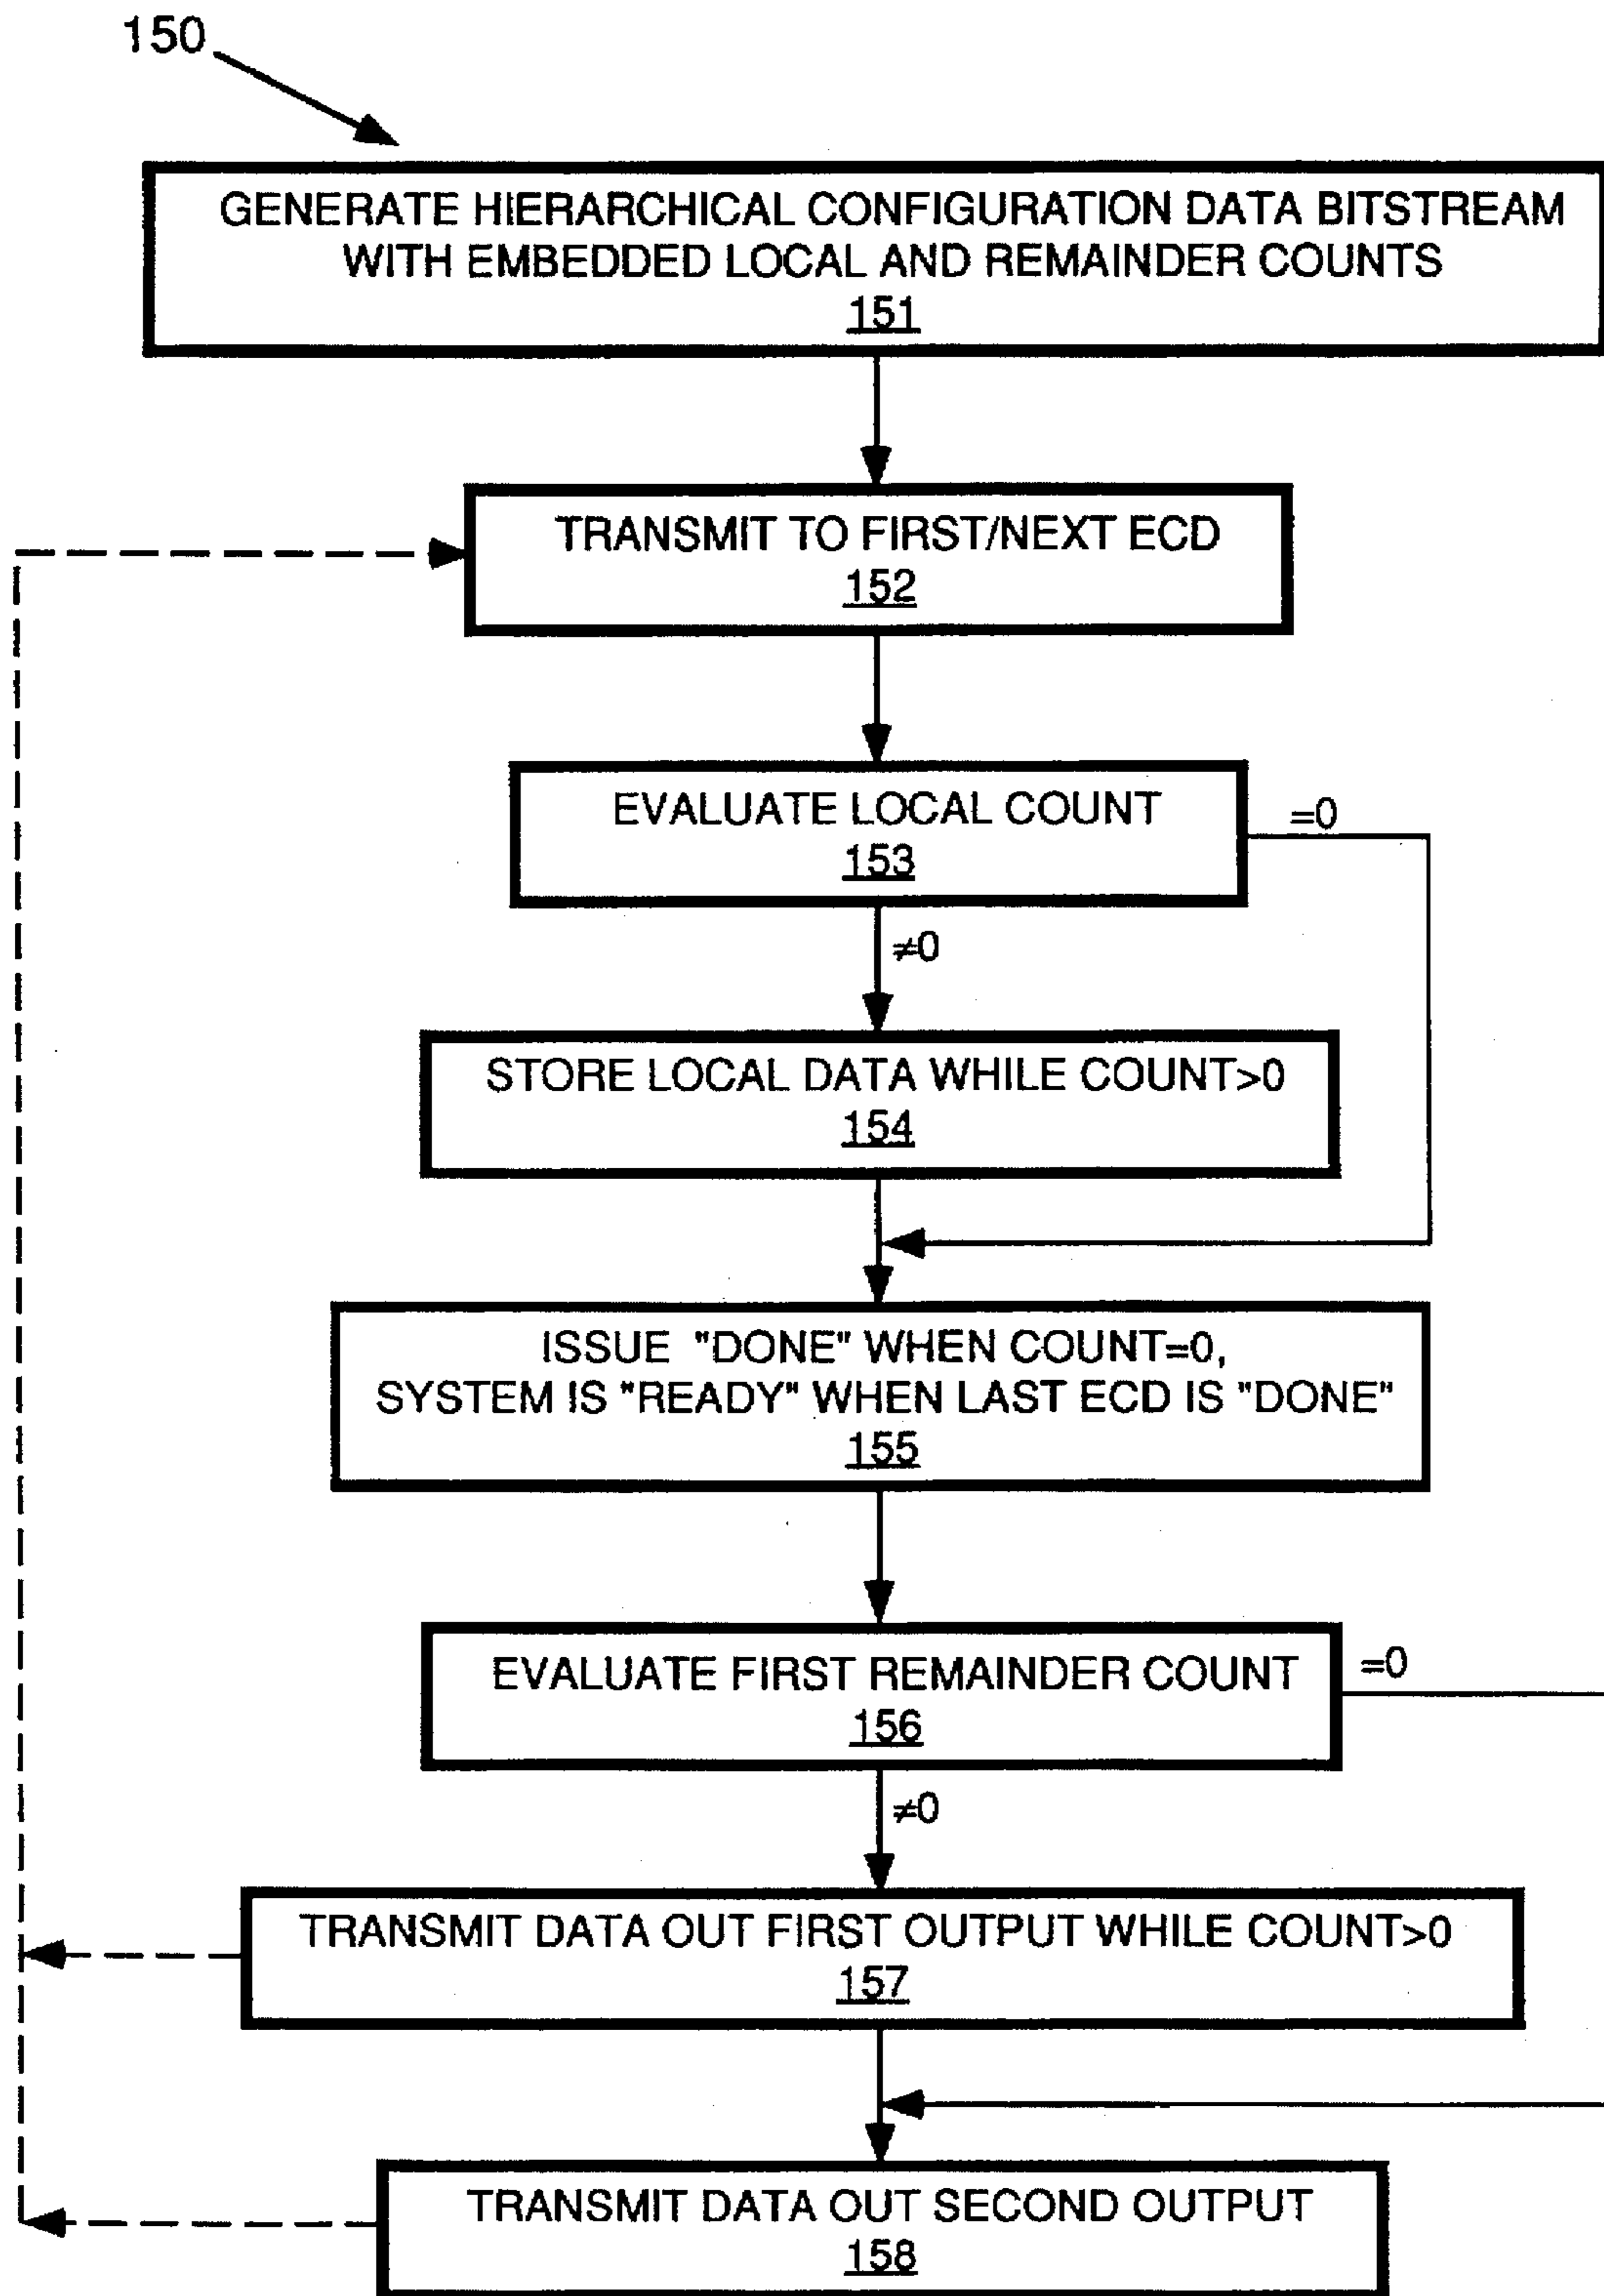 150
GENERATE HIERARCHICAL CONFIGURATION DATA BITSTREAM
WITH EMBEDDED LOCAL AND REMAINDER COUNTS
151
TRANSMIT TO FIRST/NEXT ECD
152
EVALUATE LOCAL COUNT
153
=0
≠0
STORE LOCAL DATA WHILE COUNT>0
154
ISSUE "DONE" WHEN COUNT=0,
SYSTEM IS "READY" WHEN LAST ECD IS "DONE"
155
EVALUATE FIRST REMAINDER COUNT
156
=0
≠0
TRANSMIT DATA OUT FIRST OUTPUT WHILE COUNT>0
157
TRANSMIT DATA OUT SECOND OUTPUT
158